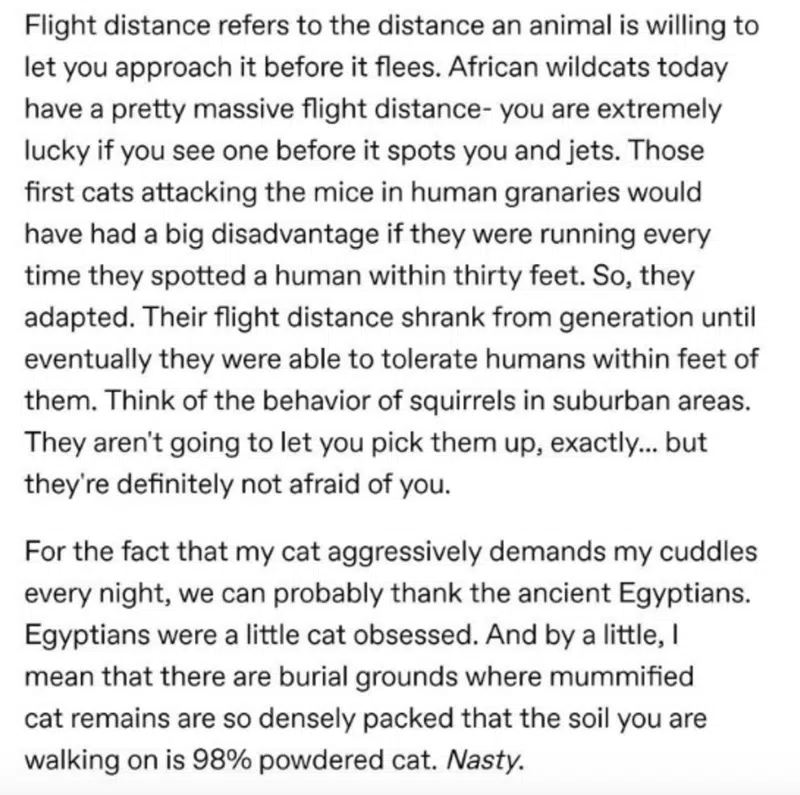 Flight distance refers to the distance an animal is willing to
let you approach it before it flees. African wildcats today
have a pretty massive flight distance- you are extremely
lucky if you see one before it spots you and jets. Those
first cats attacking the mice in human granaries would
have had a big disadvantage if they were running every
time they spotted a human within thirty feet. So, they
adapted. Their flight distance shrank from generation until
eventually they were able to tolerate humans within feet of
them. Think of the behavior of squirrels in suburban areas.
They aren't going to let you pick them up, exactly... but
they're definitely not afraid of you.
For the fact that my cat aggressively demands my cuddles
every night, we can probably thank the ancient Egyptians.
Egyptians were a little cat obsessed. And by a little, I
mean that there are burial grounds where mummified
cat remains are so densely packed that the soil you are
walking on is 98% powdered cat. Nasty.